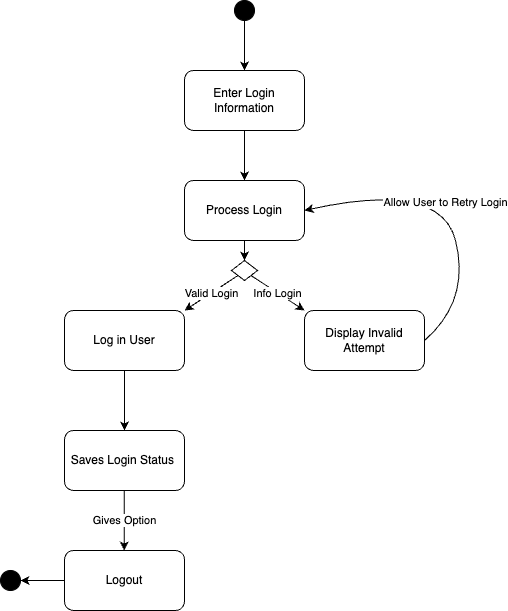 Enter Login
Information
Process Login
Allow User to Retry Login
Valid Login
Info Login
Log in User
Display Invalid
Attempt
Saves Login Status
Gives Option
Logout